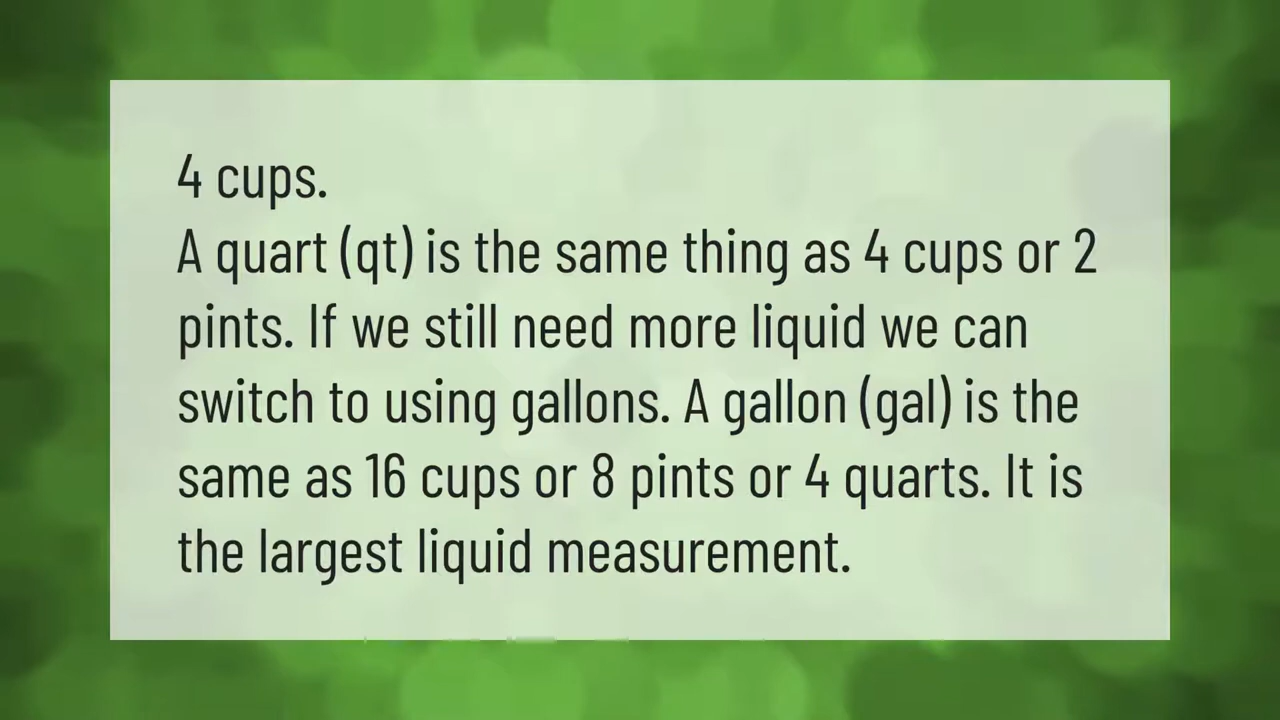 4 cups.
A quart (qt) is the same thing as 4 cups or 2
pints. If we still need more liquid we can
switch to using gallons. A gallon (gal) is the
same as 16 cups or 8 pints or 4 quarts. It is
the largest liquid measurement.